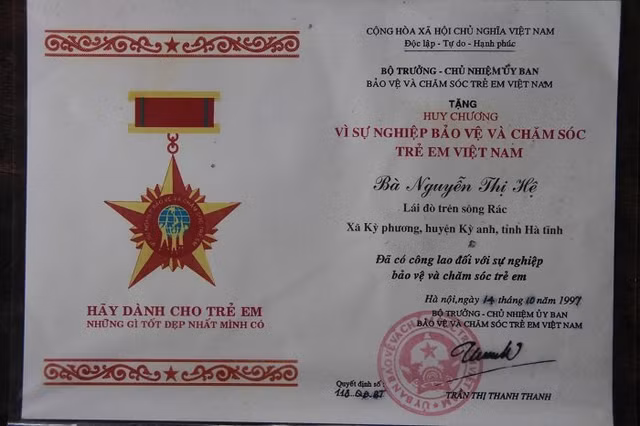 HÃY DÀNH CHO TRẺ EM
NHỮNG GÌ TỐT ĐẸP NHẤT MÌNH CÓ
CỘNG HÒA XÃ HỘI CHỦ NGHĨA VIỆT NAM
Độc lập - Tự do - Hạnh phúc
BỘ TRƯỞNG - CHỦ NHIỆM ỦY BAN
BẢO VỆ VÀ CHĂM SÓC TRẺ EM VIỆT NAM
TẶNG
HUY CHƯƠNG
VÌ SỰ NGHIỆP BẢO VỆ VÀ CHĂM SÓC
TRẺ EM VIỆT NAM
Bà Nguyễn Thị Hệ
Lái đò trên sông Rác
Xã Kỳ phương, huyện Kỳ anh, tỉnh Hà tĩnh
Đã có công lao đối với sự nghiệp
bảo vệ và chăm sóc trẻ em
Hà nội, ngày 14 tháng 10 năm 1997
BỘ TRƯỞNG - CHỦ NHIỆM ỦY BAN
BẢO VỆ VÀ CHĂM SÓC TRẺ EM VIỆT NAM
Quyết định số :
TRẦN THỊ THANH THANH